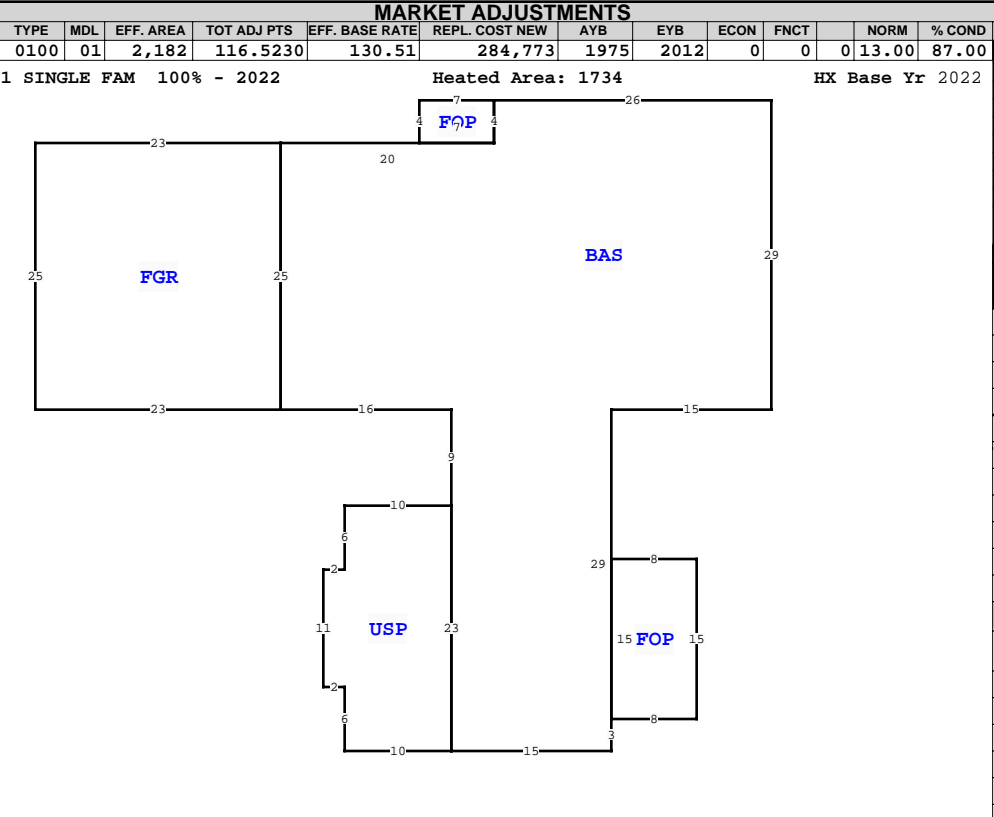 MARKET ADJUSTMENTS
TYPE MDL EFF. AREA TOT ADJ PTS EFF. BASE RATE REPL. COST NEW AYB EYB ECON FNCT NORM % COND
0100 01 2,182 116.5230 130.51 284,773 1975 2012 0 0 0 13.00 87.00
1 SINGLE FAM 100% - 2022 Heated Area: 1734 HX Base Yr 2022
7 26
4 FOP 7 4
23
20
BAS 29
25 FGR 25
23 16 15
9
10
6
29 8
2
11 USP 23
15 FOP 15
2
6 8
3
10 15